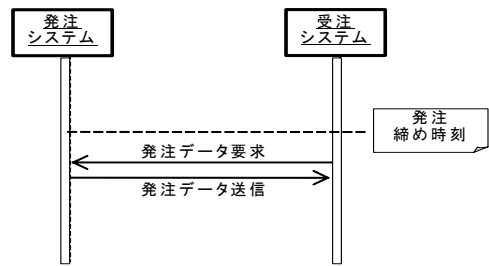 発注
システム
受注
システム
発注
締め時刻
発注データ要求
発注データ送信